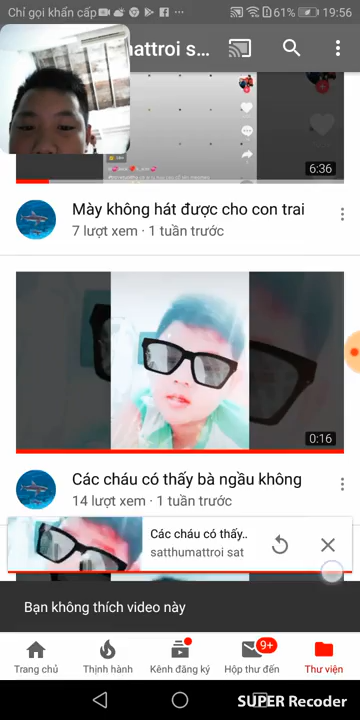 Chỉ gọi khẩn cấp
61%
19:56
mattroi s...
6:36
Mày không hát được cho con trai
7 lượt xem · 1 tuần trước
0:16
Các cháu có thấy bà ngầu không
14 lượt xem · 1 tuần trước
Các cháu có thấy..
satthumattroi sat
Bạn không thích video này
9+
Trang chủ
Thịnh hành
Kênh đăng ký
Hộp thư đến
Thư viện
SUPER Recoder